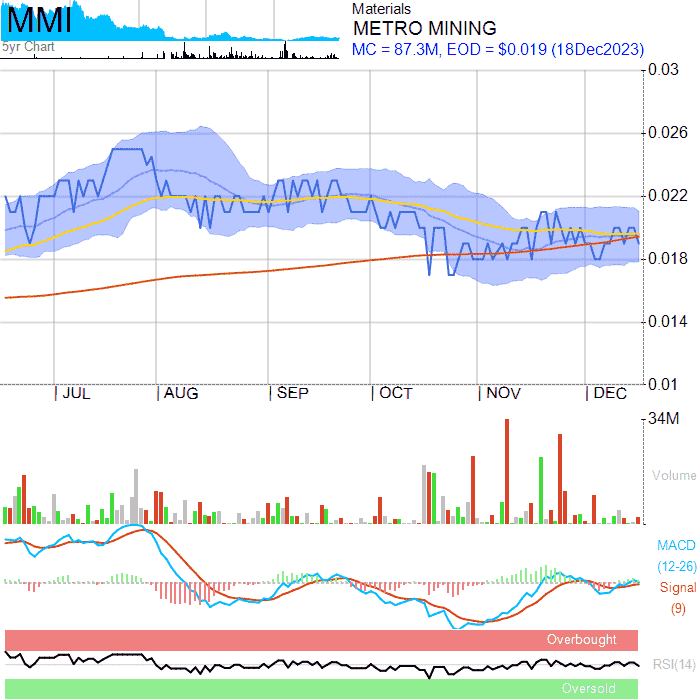 MMI
5yr Chart
Materials
METRO MINING
MC = 87.3M, EOD = $0.019 (18Dec2023)
0.03
0.026
0.022
0.018
0.014
0.01
JUL AUG SEP OCT NOV DEC
34M
Volume
MACD
(12-26)
Signal
(9)
Overbought
RSI(14)
Oversold